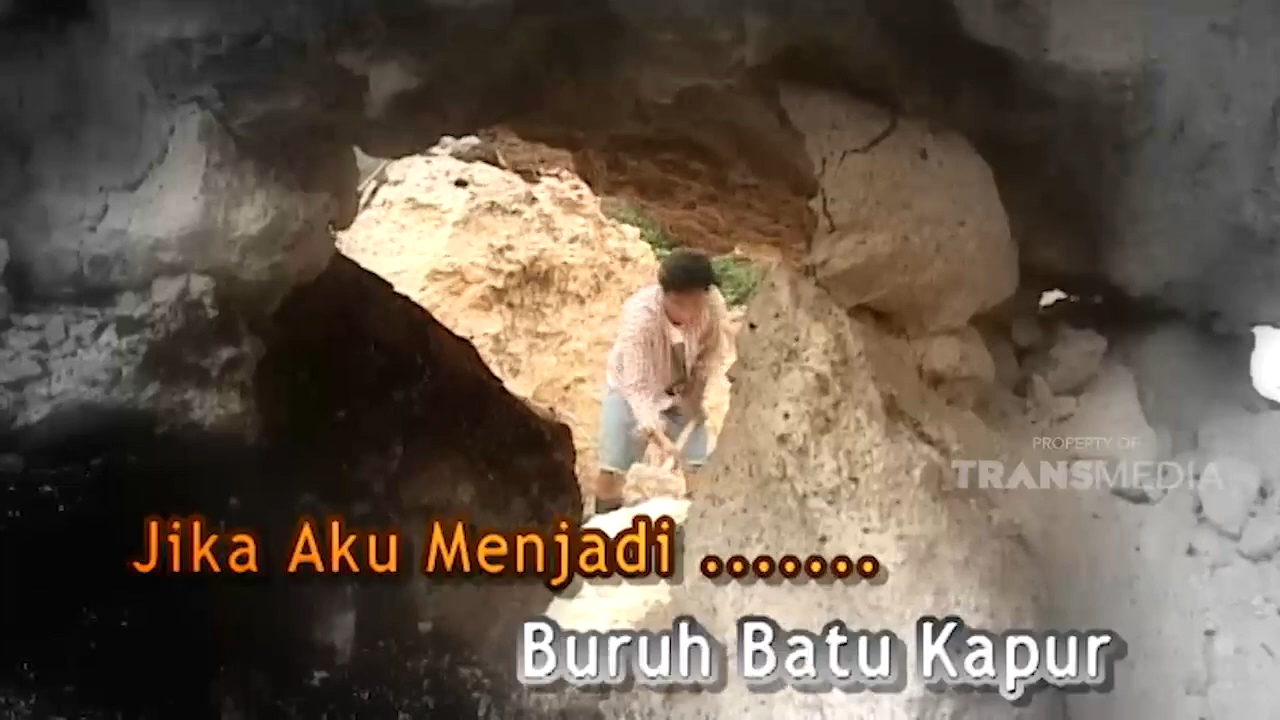 PROPERTY OF
TRANSMEDIA
Jika Aku Menjadi .......
Buruh Batu Kapur